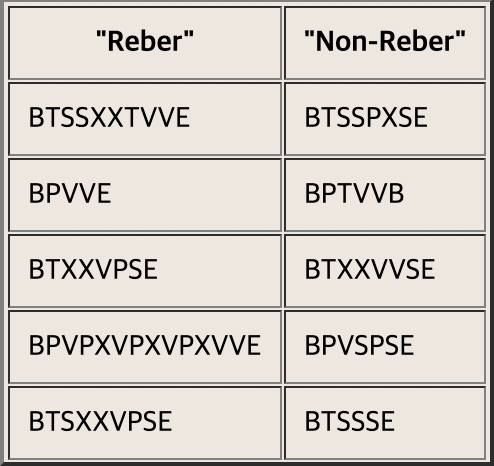 "Reber" "Non-Reber"
BTSSXXTVVE BTSSPXSE
BPVVE BPTVVB
BTXXVPSE BTXXVVSE
BPVPXVPXVPXVVE BPVSPSE
BTSXXVPSE BTSSSE